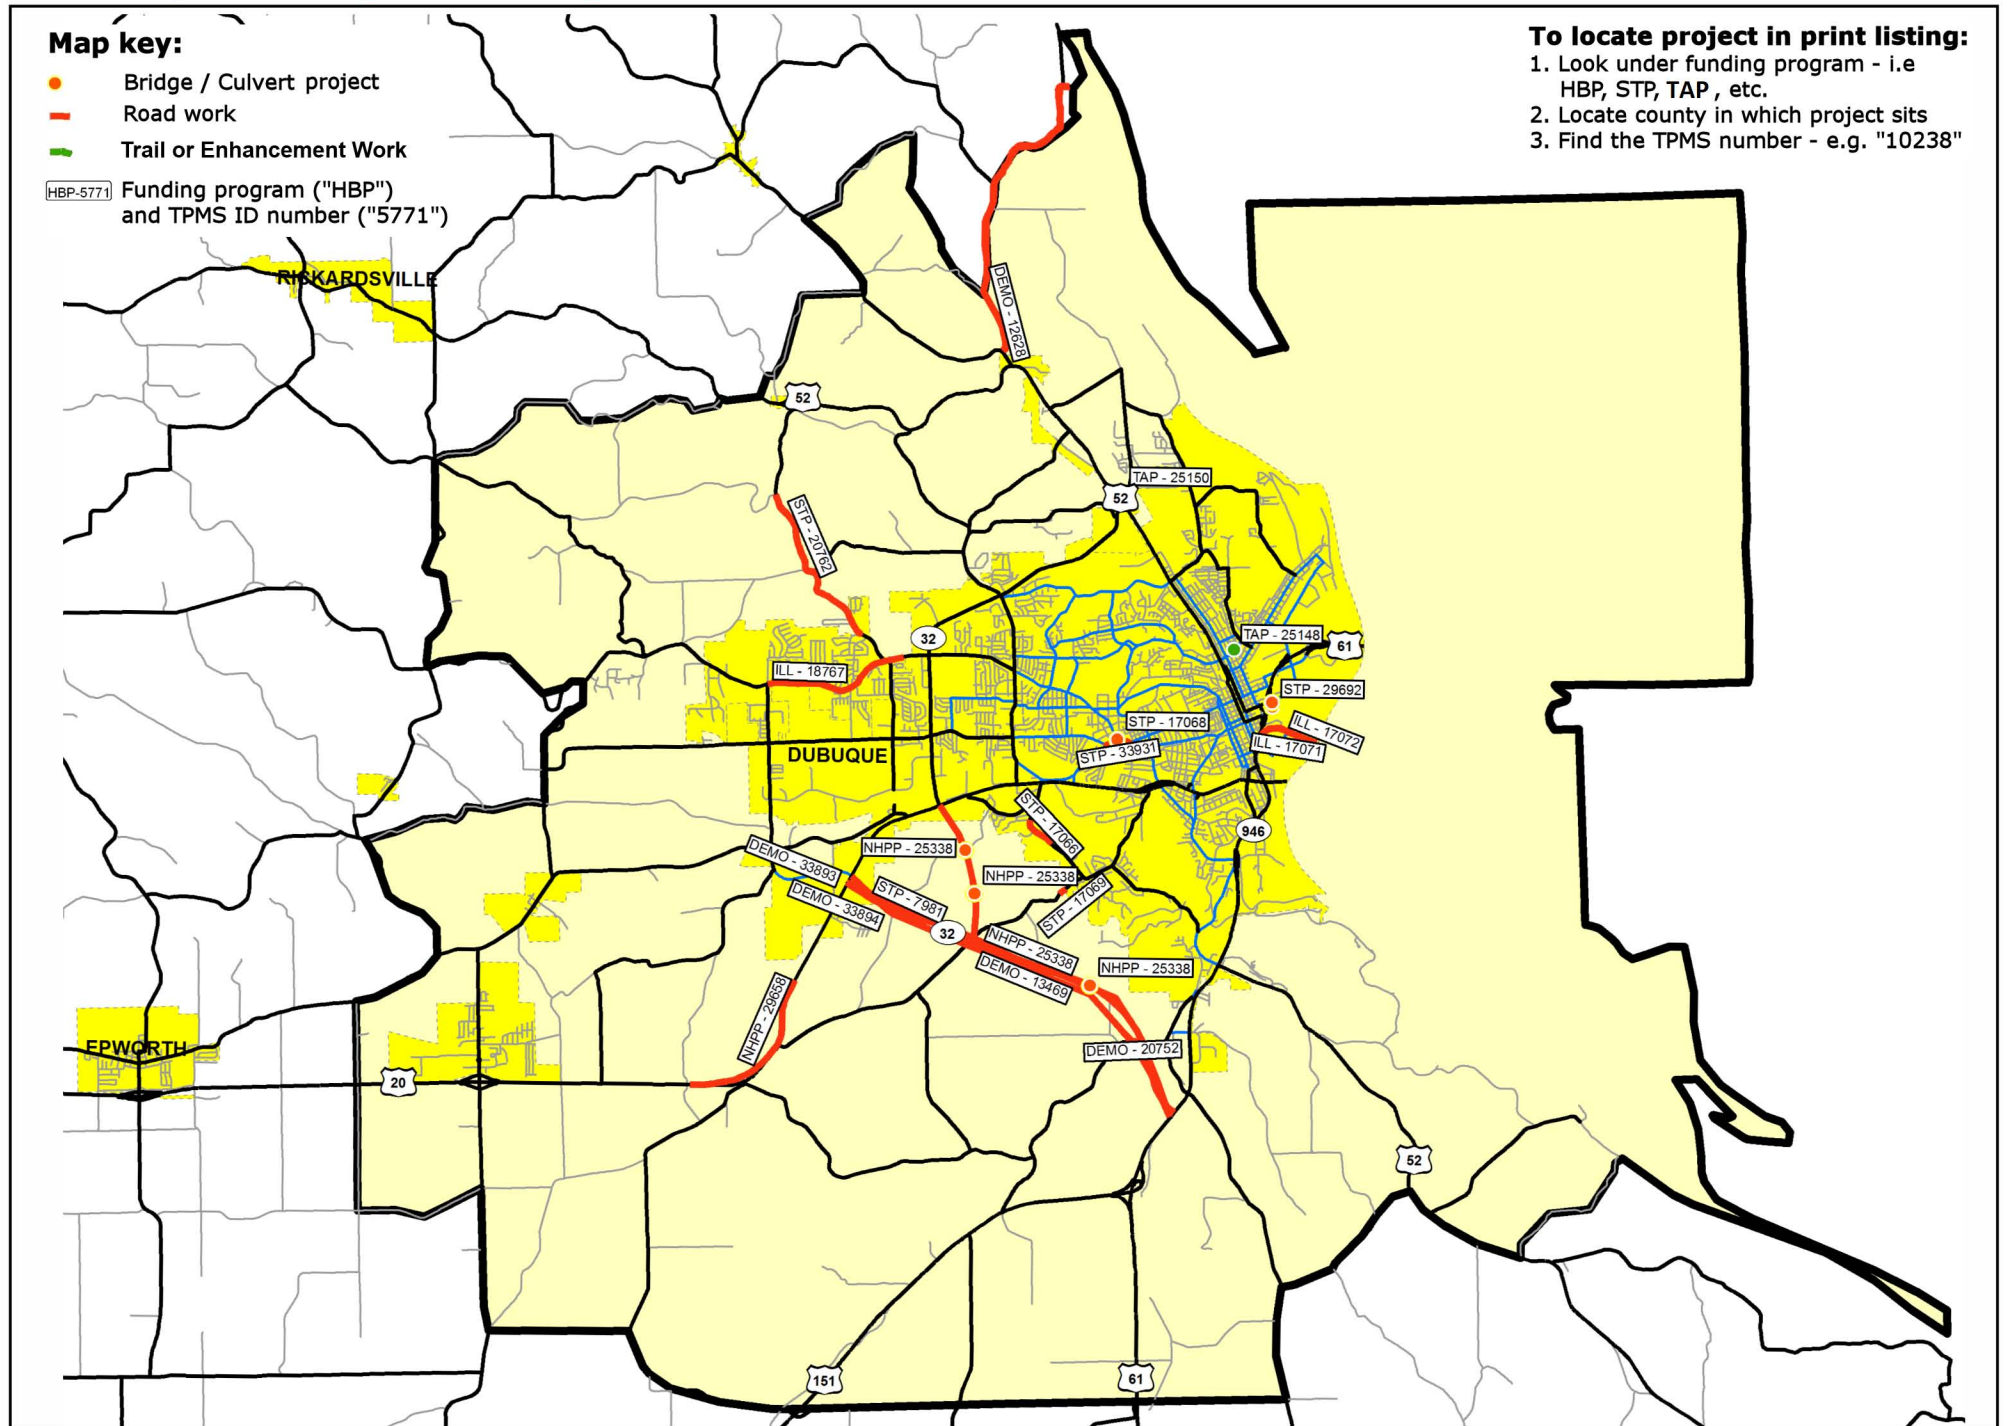 Map key:
Bridge / Culvert project
Road work
Trail or Enhancement Work
HBP-5771
Funding program ("HBP")
and TPMS ID number ("5771")
To locate project in print listing:
1. Look under funding program - i.e
HBP, STP, TAP , etc.
2. Locate county in which project sits
3. Find the TPMS number - e.g. "10238"
RICKARDSVILLE
DEMO - 12628
52
TAP - 25150
52
STP - 20762
32
TAP - 25148
61
ILL - 18767
STP - 29692
STP - 17068
ILL - 17072
ILL - 17071
STP - 33931
DUBUQUE
STP - 17066
946
NHPP - 25338
DEMO - 33893
NHPP - 25338
DEMO - 33894
STP - 7981
STP - 17069
32
NHPP - 25338
NHPP - 25338
DEMO - 13469
NHPP - 29658
DEMO - 20752
EPWORTH
20
52
151
61